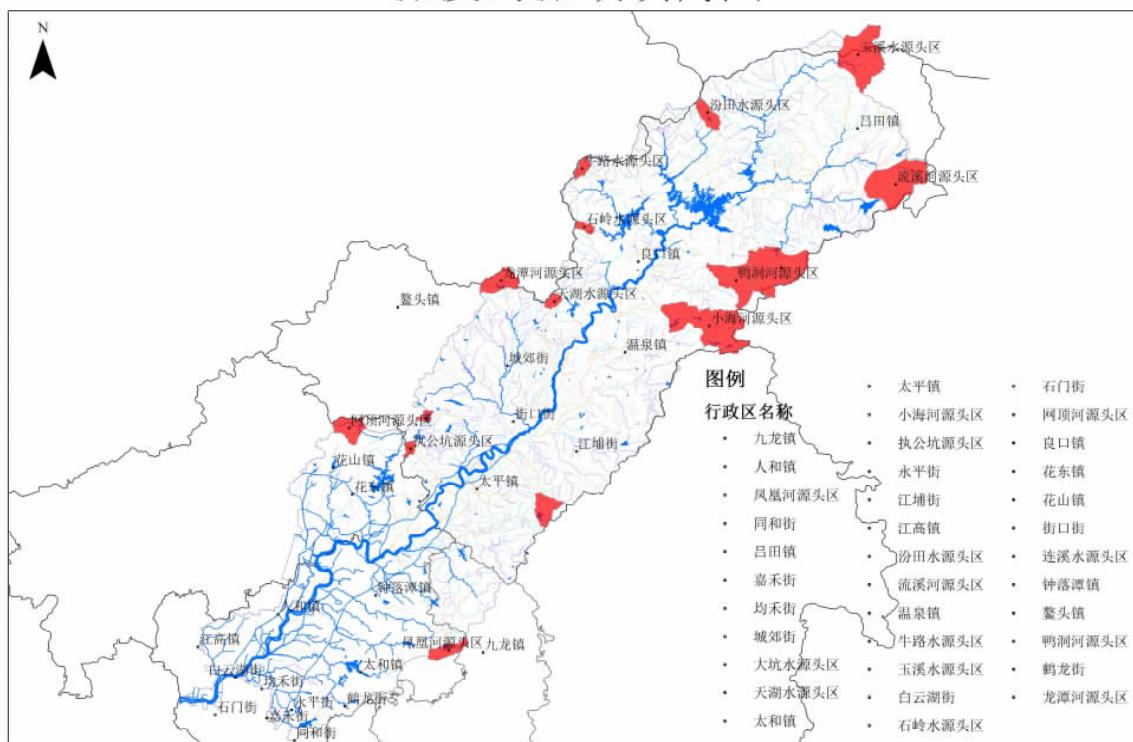 N
玉溪水源头区
汾田水源头区
吕田镇
牛路水源头区
流溪河源头区
石岭水源头区
良口镇
龙潭河源头区
鸭洞河源头区
天湖水源头区
鳌头镇
小海河源头区
温泉镇
城郊街
网顶河源头区
街口街
执公坑源头区
江埔街
花山镇
花东镇
太平镇
钟落潭镇
人和镇
江高镇
凤凰河源头区
九龙镇
白云湖街
太和镇
均禾街
鹤龙街
石门街
永平街
嘉禾街
同和街
图例
行政区名称
九龙镇
人和镇
凤凰河源头区
同和街
吕田镇
嘉禾街
均禾街
城郊街
大坑水源头区
天湖水源头区
太和镇
太平镇
小海河源头区
执公坑源头区
永平街
江埔街
江高镇
汾田水源头区
流溪河源头区
温泉镇
牛路水源头区
玉溪水源头区
白云湖街
石岭水源头区
石门街
网顶河源头区
良口镇
花东镇
花山镇
街口街
连溪水源头区
钟落潭镇
鳌头镇
鸭洞河源头区
鹤龙街
龙潭河源头区